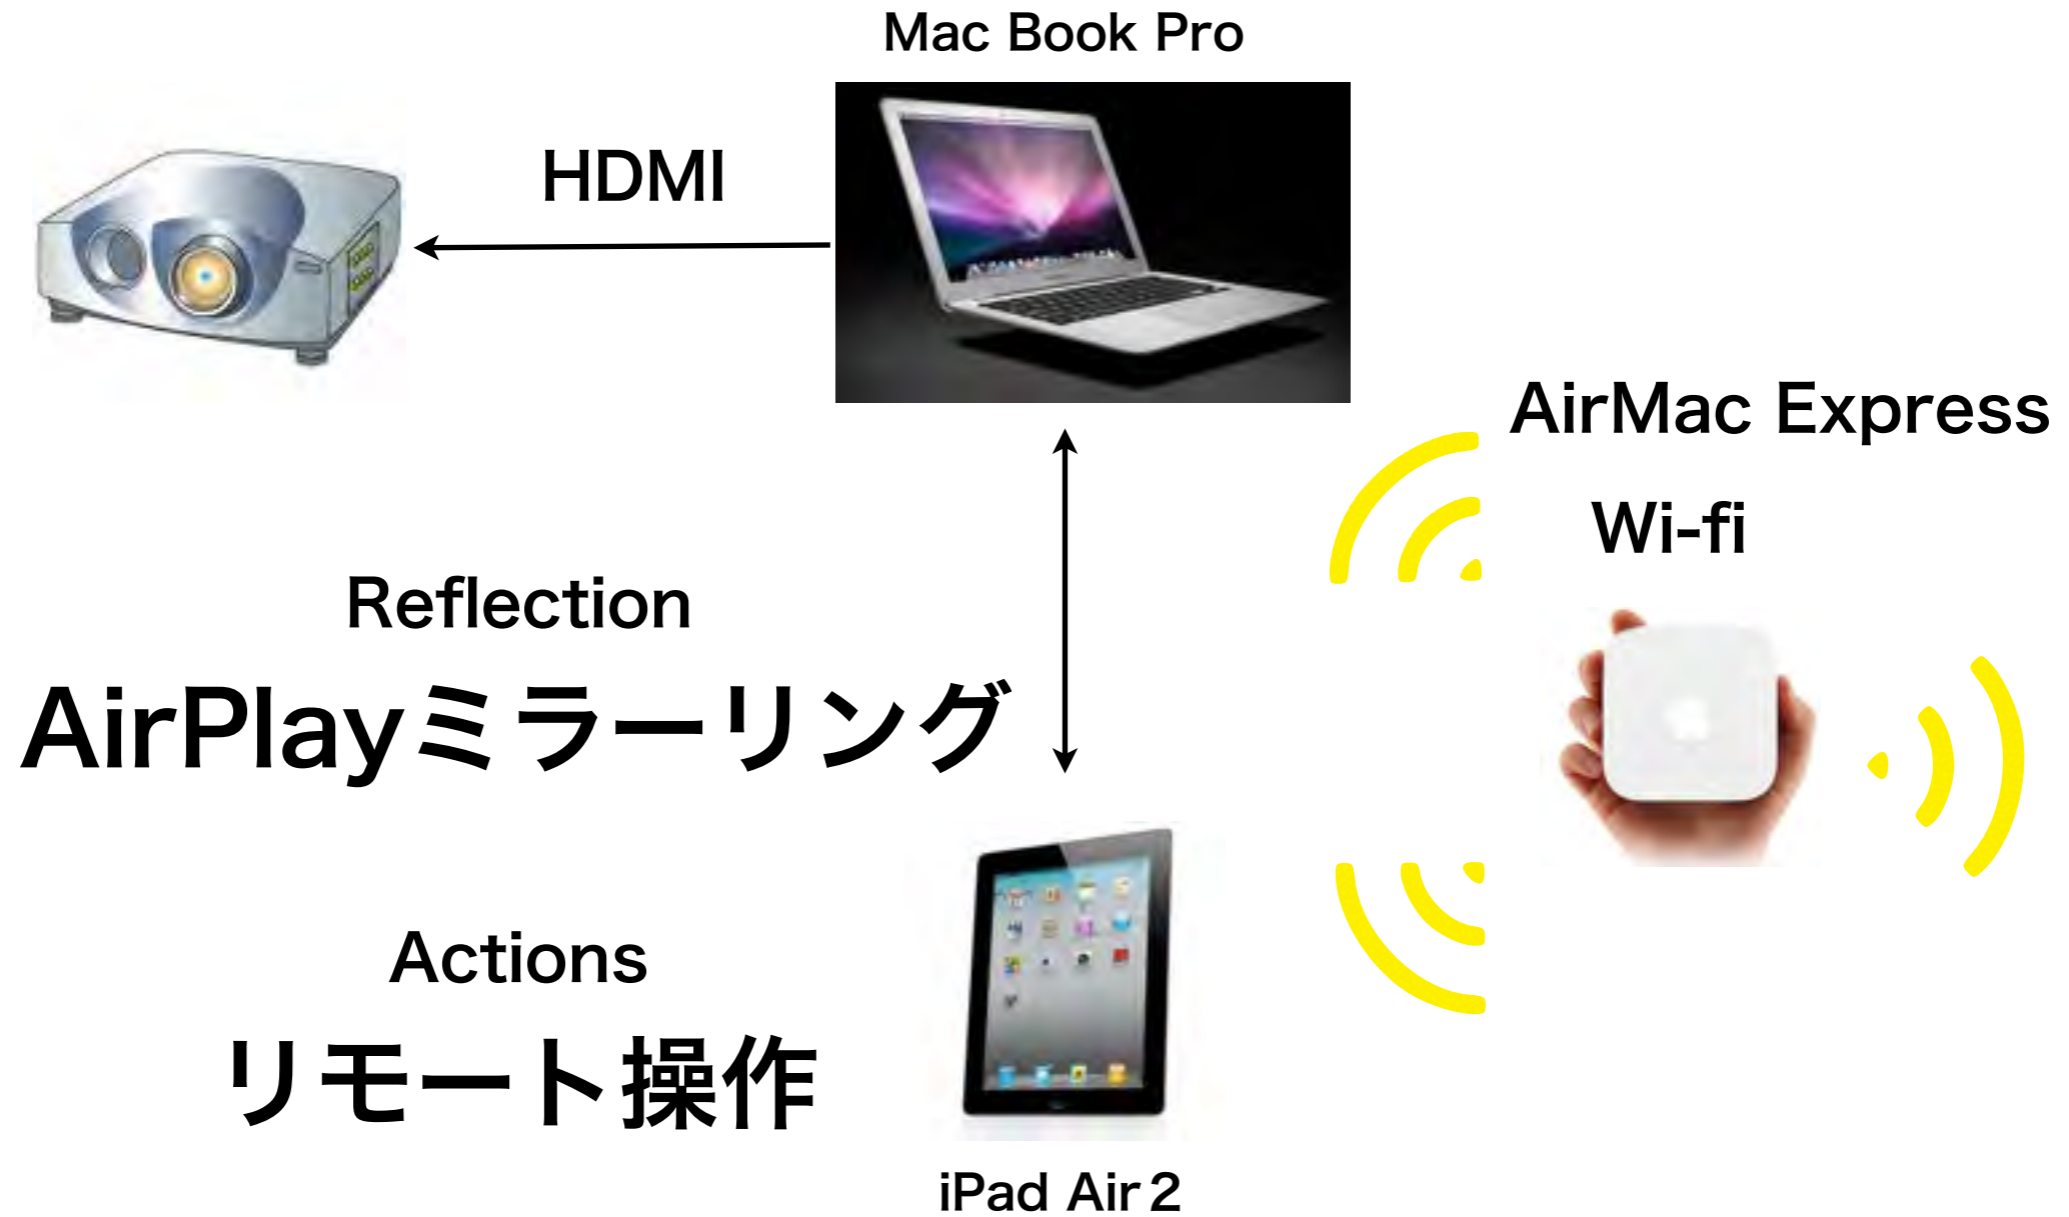 Mac Book Pro
HDMI
AirMac Express
Wi-fi
Reflection
AirPlayミラーリング
Actions
リモート操作
iPad Air 2